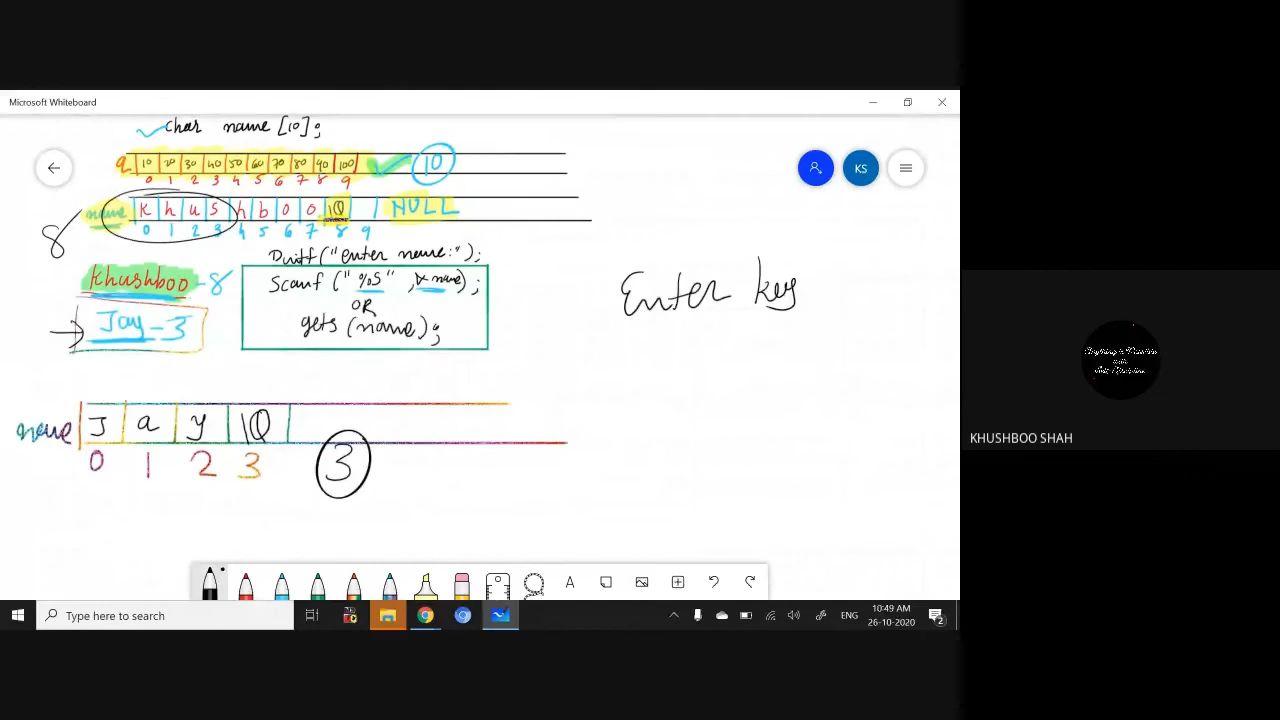 Microsoft Whiteboard
char name [10];
a 10 20 30 40 50 60 70 80 90 100 10
0 1 2 3 4 5 6 7 8 9
name K h u s h b o o \0 NULL
8 0 1 2 3 4 5 6 7 8 9
Printf ("enter name:");
Khushboo - 8
Scanf ("%s", & name);
OR
Jay - 3
gets (name);
Enter key
name J a y \0
0 1 2 3 3
KS
KHUSHBOO SHAH
Type here to search
ENG
10:49 AM
26-10-2020
2